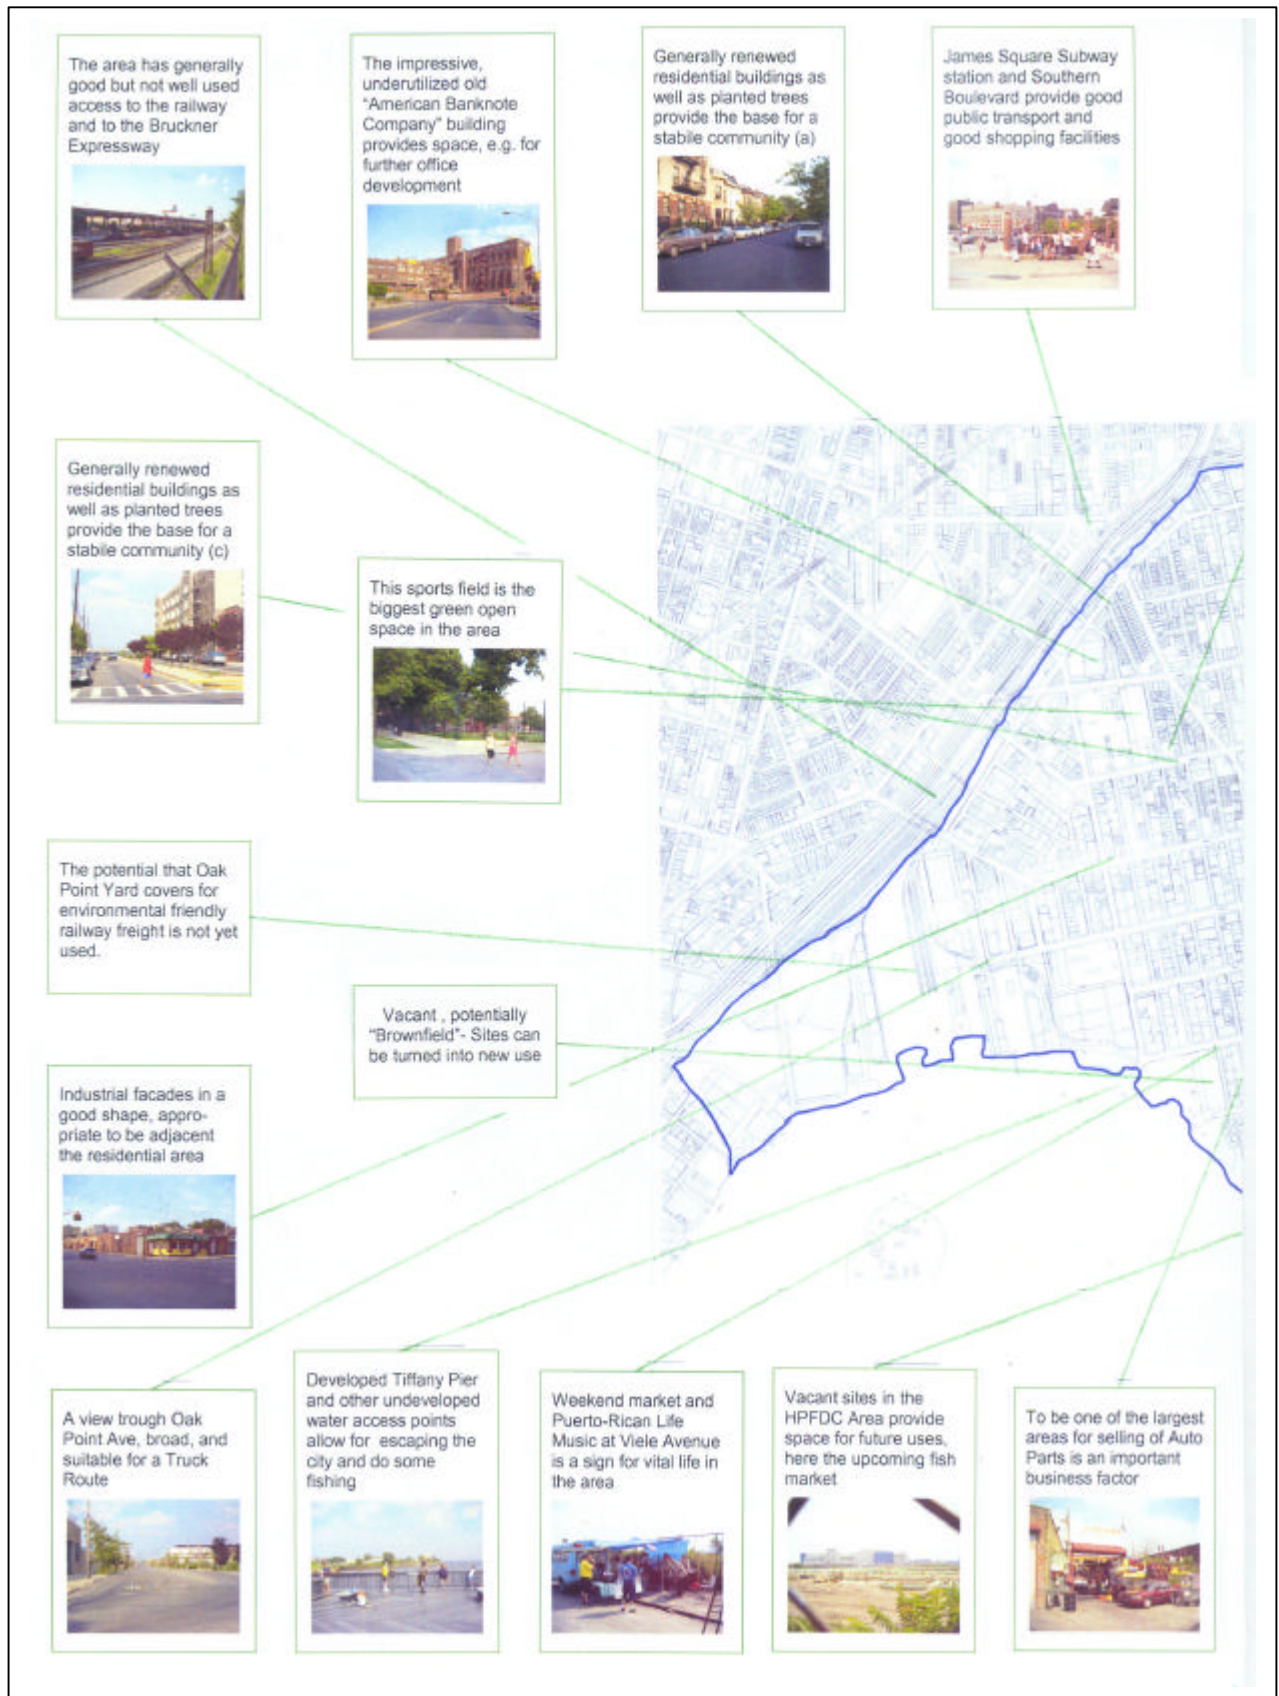 The area has generally
good but not well used
access to the railway
and to the Bruckner
Expressway
The impressive,
underutilized old
“American Banknote
Company” building
provides space, e.g. for
further office
development
Generally renewed
residential buildings as
well as planted trees
provide the base for a
stabile community (a)
James Square Subway
station and Southern
Boulevard provide good
public transport and
good shopping facilities
Generally renewed
residential buildings as
well as planted trees
provide the base for a
stabile community (c)
This sports field is the
biggest green open
space in the area
The potential that Oak
Point Yard covers for
environmental friendly
railway freight is not yet
used.
Vacant , potentially
“Brownfield”- Sites can
be turned into new use
Industrial facades in a
good shape, appro-
priate to be adjacent
the residential area
A view trough Oak
Point Ave, broad, and
suitable for a Truck
Route
Developed Tiffany Pier
and other undeveloped
water access points
allow for escaping the
city and do some
fishing
Weekend market and
Puerto-Rican Life
Music at Viele Avenue
is a sign for vital life in
the area
Vacant sites in the
HPFDC Area provide
space for future uses,
here the upcoming fish
market
To be one of the largest
areas for selling of Auto
Parts is an important
business factor